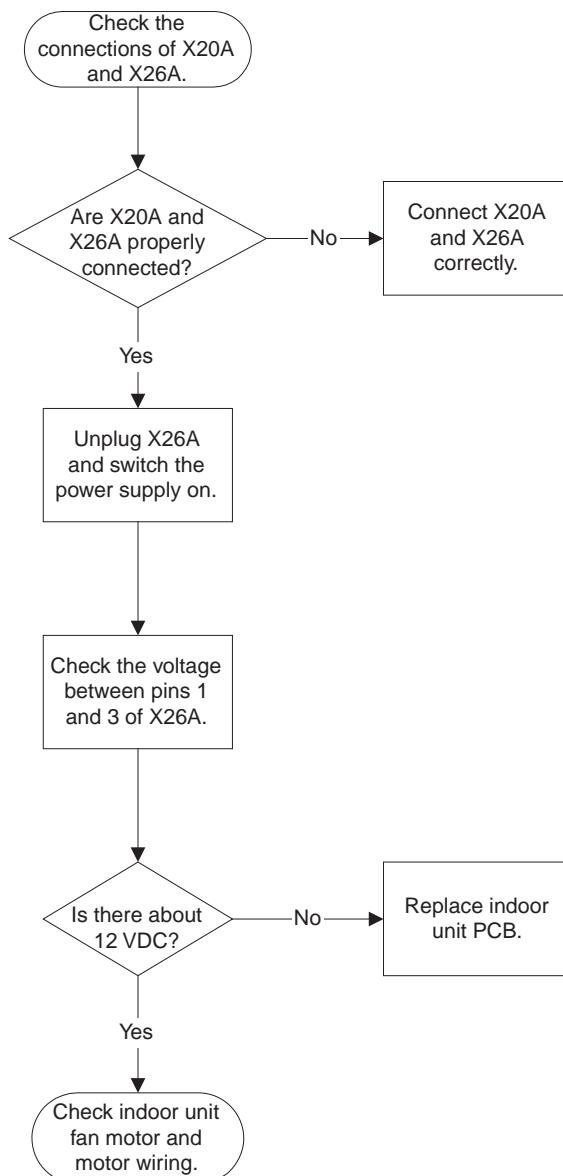 Check the
connections of X20A
and X26A.
Are X20A and
X26A properly
connected?
No
Connect X20A
and X26A
correctly.
Yes
Unplug X26A
and switch the
power supply on.
Check the voltage
between pins 1
and 3 of X26A.
Is there about
12 VDC?
No
Replace indoor
unit PCB.
Yes
Check indoor unit
fan motor and
motor wiring.